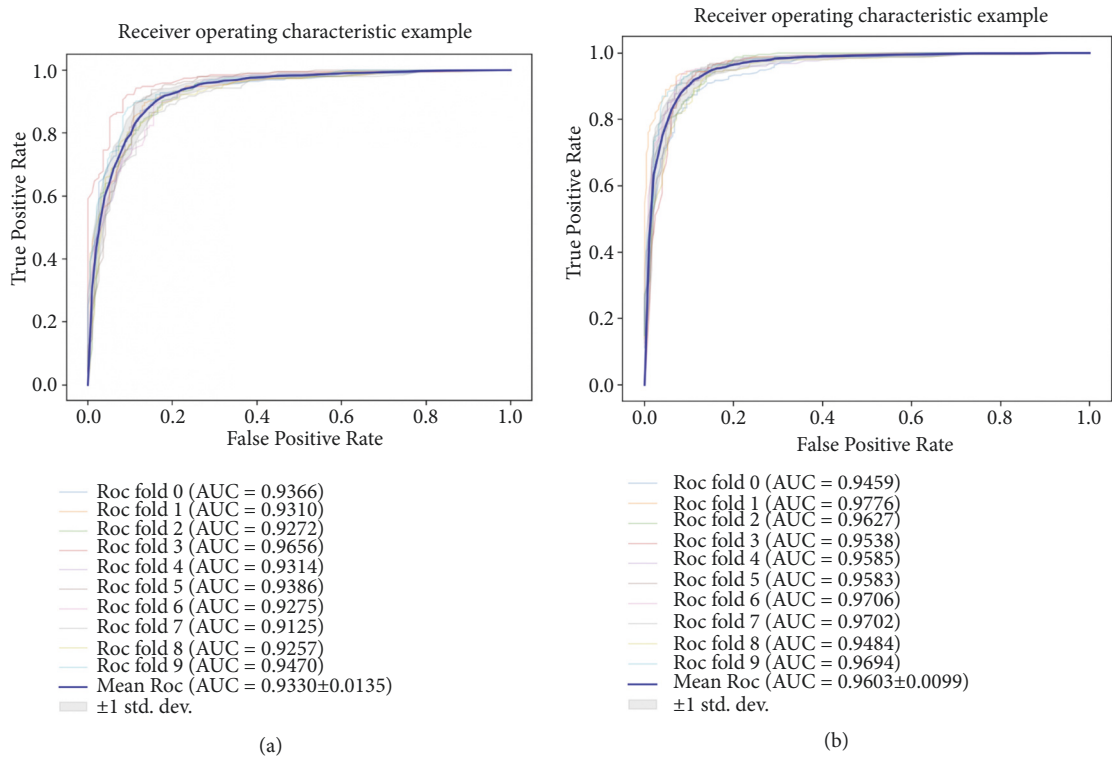 Receiver operating characteristic example
1.0
0.8
0.6
0.4
0.2
0.0
True Positive Rate
0.0 0.2 0.4 0.6 0.8 1.0
False Positive Rate
Roc fold 0 (AUC = 0.9366)
Roc fold 1 (AUC = 0.9310)
Roc fold 2 (AUC = 0.9272)
Roc fold 3 (AUC = 0.9656)
Roc fold 4 (AUC = 0.9314)
Roc fold 5 (AUC = 0.9386)
Roc fold 6 (AUC = 0.9275)
Roc fold 7 (AUC = 0.9125)
Roc fold 8 (AUC = 0.9257)
Roc fold 9 (AUC = 0.9470)
Mean Roc (AUC = 0.9330±0.0135)
±1 std. dev.
(a)
Receiver operating characteristic example
1.0
0.8
0.6
0.4
0.2
0.0
True Positive Rate
0.0 0.2 0.4 0.6 0.8 1.0
False Positive Rate
Roc fold 0 (AUC = 0.9459)
Roc fold 1 (AUC = 0.9776)
Roc fold 2 (AUC = 0.9627)
Roc fold 3 (AUC = 0.9538)
Roc fold 4 (AUC = 0.9585)
Roc fold 5 (AUC = 0.9583)
Roc fold 6 (AUC = 0.9706)
Roc fold 7 (AUC = 0.9702)
Roc fold 8 (AUC = 0.9484)
Roc fold 9 (AUC = 0.9694)
Mean Roc (AUC = 0.9603±0.0099)
±1 std. dev.
(b)